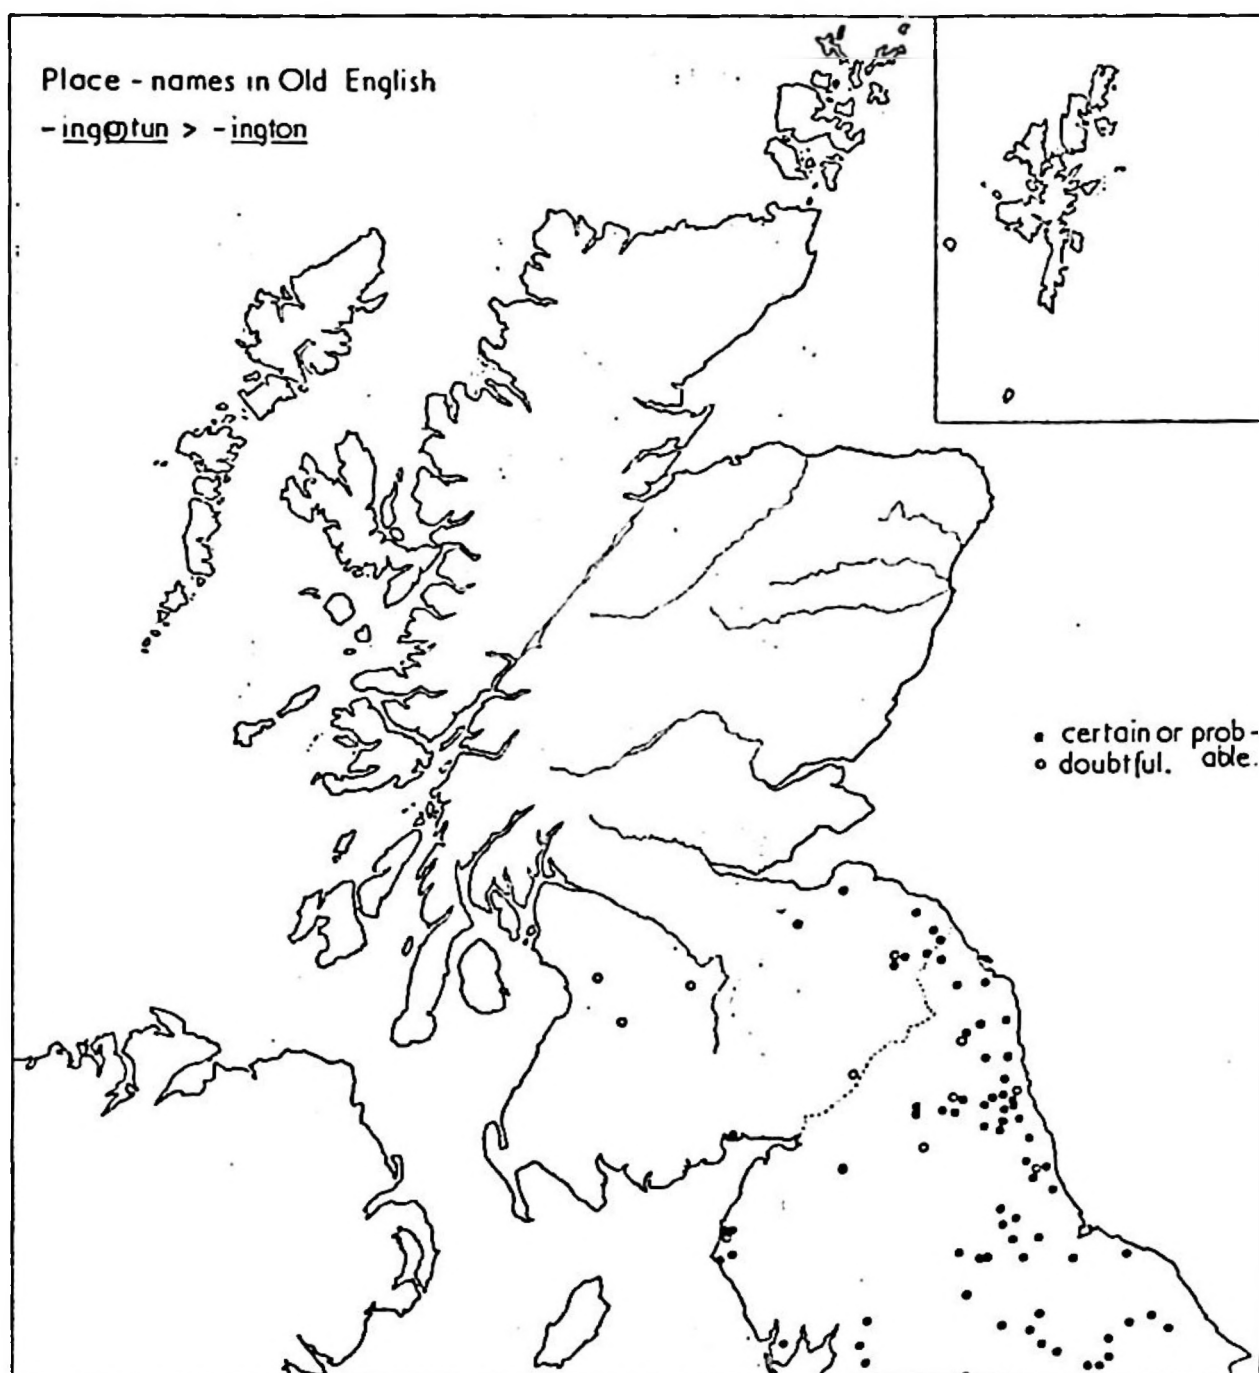 Place - names in Old English
- ing(a)tun > - ington
• certain or prob-
able.
○ doubtful.